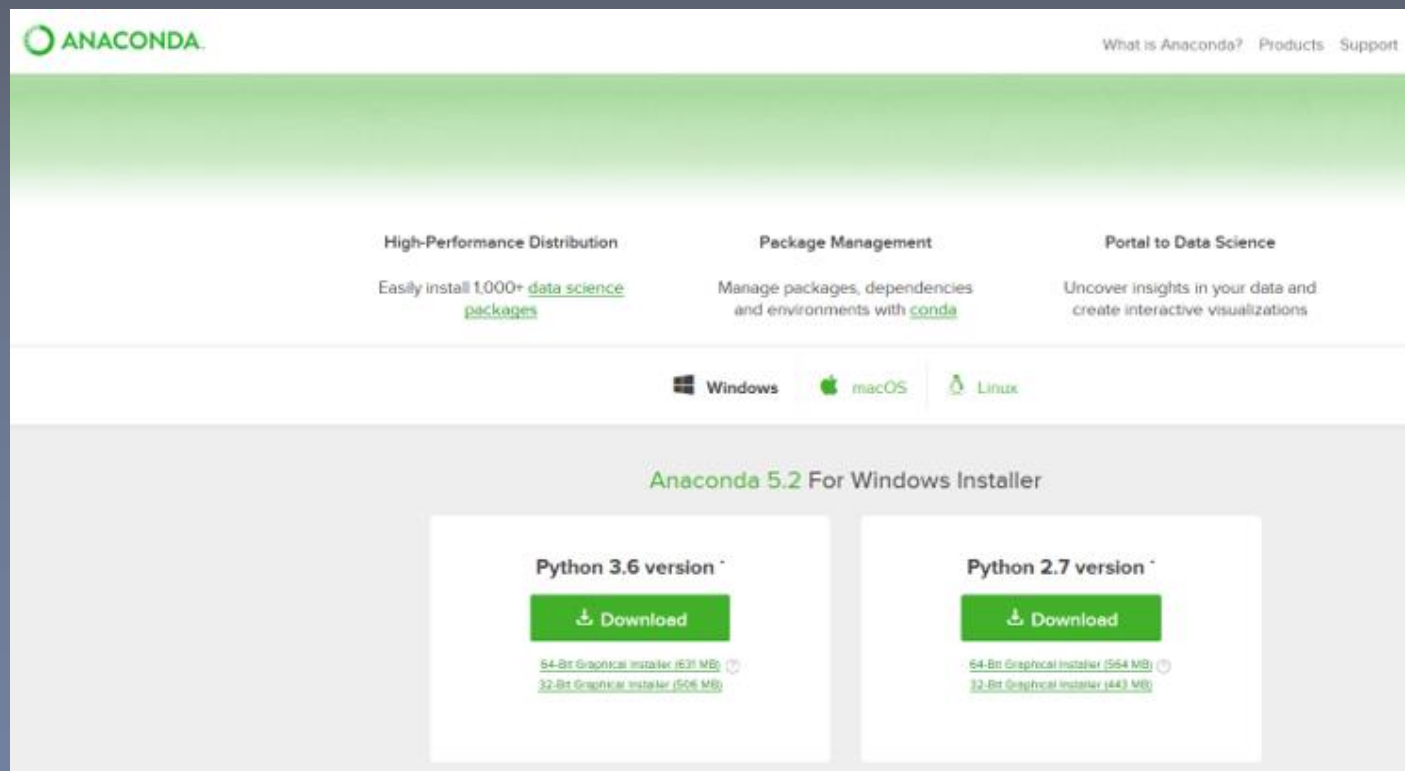 ANACONDA.
What is Anaconda? Products Support
High-Performance Distribution
Easily install 1,000+ data science
packages
Package Management
Manage packages, dependencies
and environments with conda
Portal to Data Science
Uncover insights in your data and
create interactive visualizations
Windows macOS Linux
Anaconda 5.2 For Windows Installer
Python 3.6 version *
Download
64-Bit Graphical Installer (631 MB) ?
32-Bit Graphical Installer (506 MB)
Python 2.7 version *
Download
64-Bit Graphical Installer (564 MB) ?
32-Bit Graphical Installer (443 MB)